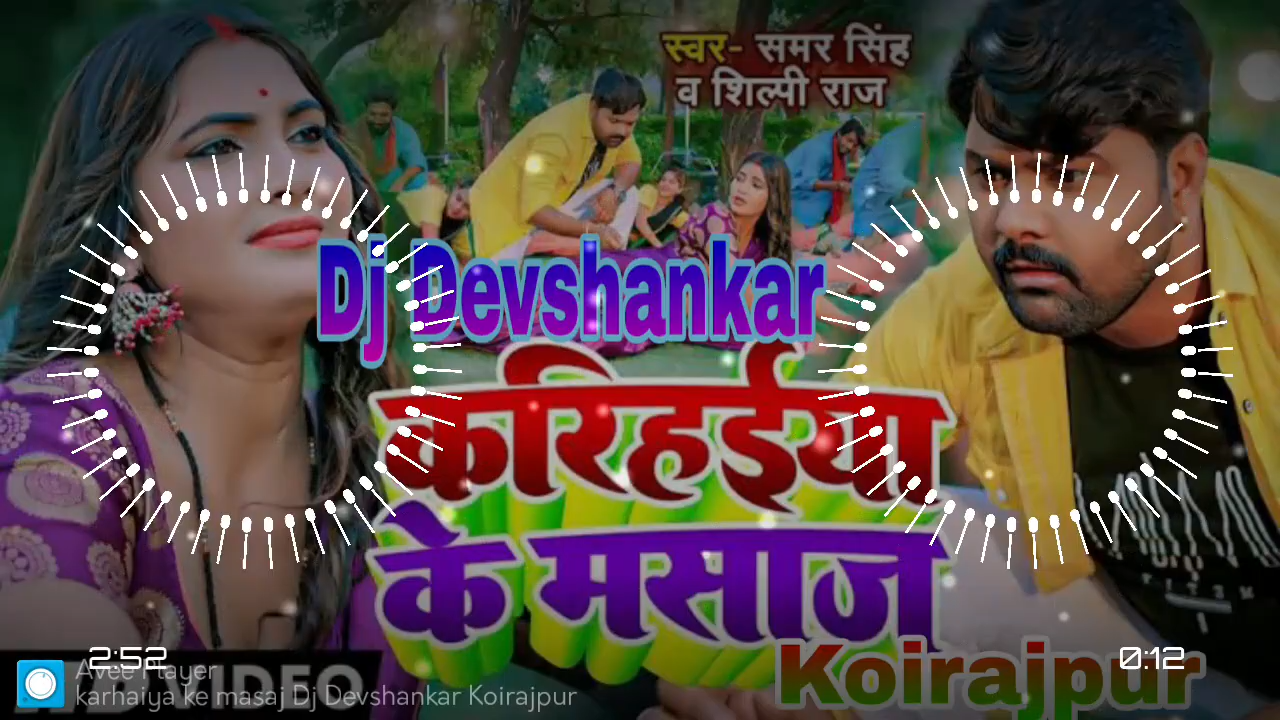 स्वर- समर सिंह
व शिल्पी राज
Dj Devshankar
करिहईया
के मसाज
Koirajpur
2:52
0:12
Avee Player
karhaiya ke masaj Dj Devshankar Koirajpur
VIDEO